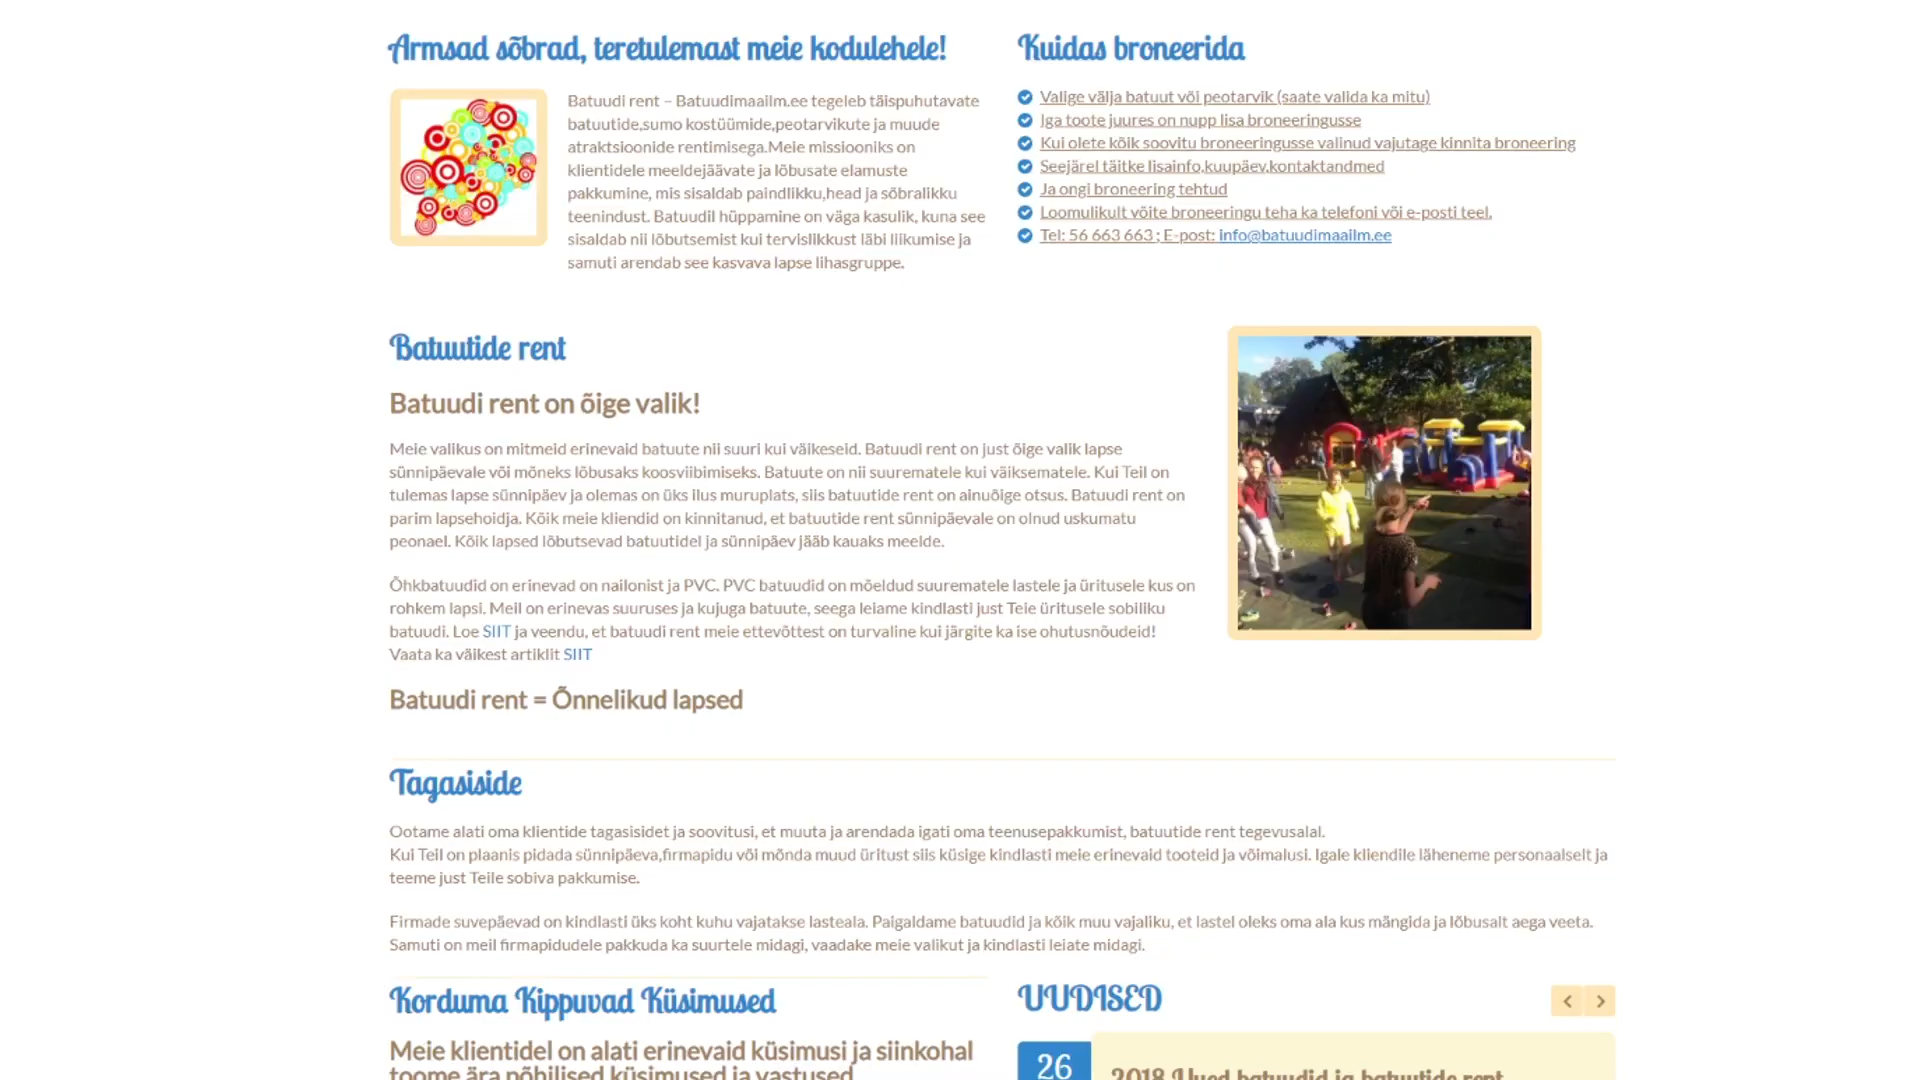 Armsad sõbrad, teretulemast meie kodulehele!
Batuudi rent – Batuudimaailm.ee tegeleb täispuhutavate
batuutide,sumo kostüümide,peotarvikute ja muude
atraktsioonide rentimisega.Meie missiooniks on
klientidele meeldejäävate ja lõbusate elamuste
pakkumine, mis sisaldab paindlikku,head ja sõbralikku
teenindust. Batuudil hüppamine on väga kasulik, kuna see
sisaldab nii lõbutsemist kui tervislikkust läbi liikumise ja
samuti arendab see kasvava lapse lihasgruppe.
Kuidas broneerida
Valige välja batuut või peotarvik (saate valida ka mitu)
Iga toote juures on nupp lisa broneeringusse
Kui olete kõik soovitu broneeringusse valinud vajutage kinnita broneering
Seejärel täitke lisainfo,kuupäev,kontaktandmed
Ja ongi broneering tehtud
Loomulikult võite broneeringu teha ka telefoni või e-posti teel.
Tel: 56 663 663 ; E-post: info@batuudimaailm.ee
Batuutide rent
Batuudi rent on õige valik!
Meie valikus on mitmeid erinevaid batuute nii suuri kui väikeseid. Batuudi rent on just õige valik lapse
sünnipäevale või mõneks lõbusaks koosviibimiseks. Batuute on nii suurematele kui väiksematele. Kui Teil on
tulemas lapse sünnipäev ja olemas on üks ilus muruplats, siis batuutide rent on ainuõige otsus. Batuudi rent on
parim lapsehoidja. Kõik meie kliendid on kinnitanud, et batuutide rent sünnipäevale on olnud uskumatu
peonael. Kõik lapsed lõbutsevad batuutidel ja sünnipäev jääb kauaks meelde.
Õhkbatuudid on erinevad on nailonist ja PVC. PVC batuudid on mõeldud suurematele lastele ja üritusele kus on
rohkem lapsi. Meil on erinevas suuruses ja kujuga batuute, seega leiame kindlasti just Teie üritusele sobiliku
batuudi. Loe SIIT ja veendu, et batuudi rent meie ettevõttest on turvaline kui järgite ka ise ohutusnõudeid!
Vaata ka väikest artiklit SIIT
Batuudi rent = Õnnelikud lapsed
Tagasiside
Ootame alati oma klientide tagasisidet ja soovitusi, et muuta ja arendada igati oma teenusepakkumist, batuutide rent tegevusalal.
Kui Teil on plaanis pidada sünnipäeva,firmapidu või mõnda muud üritust siis küsige kindlasti meie erinevaid tooteid ja võimalusi. Igale kliendile läheneme personaalselt ja
teeme just Teile sobiva pakkumise.
Firmade suvepäevad on kindlasti üks koht kuhu vajatakse lasteala. Paigaldame batuudid ja kõik muu vajaliku, et lastel oleks oma ala kus mängida ja lõbusalt aega veeta.
Samuti on meil firmapidudele pakkuda ka suurtele midagi, vaadake meie valikut ja kindlasti leiate midagi.
Korduma Kippuvad Küsimused
Meie klientidel on alati erinevaid küsimusi ja siinkohal
toome ära põhilised küsimused ja vastused
UUDISED
26
2018 Uued batuudid ja batuutide rent